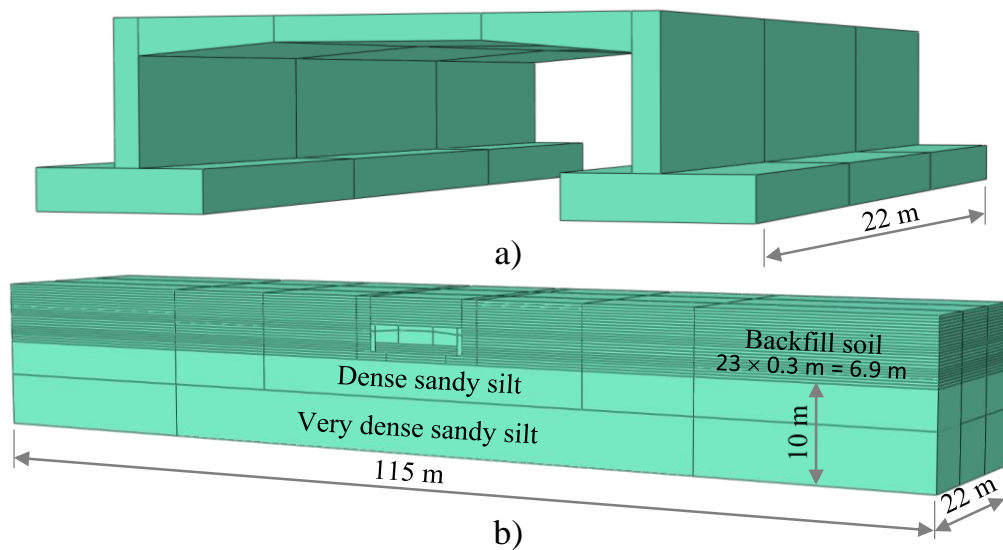 22 m
a)
Backfill soil
23 × 0.3 m = 6.9 m
Dense sandy silt
Very dense sandy silt
10 m
115 m
22 m
b)